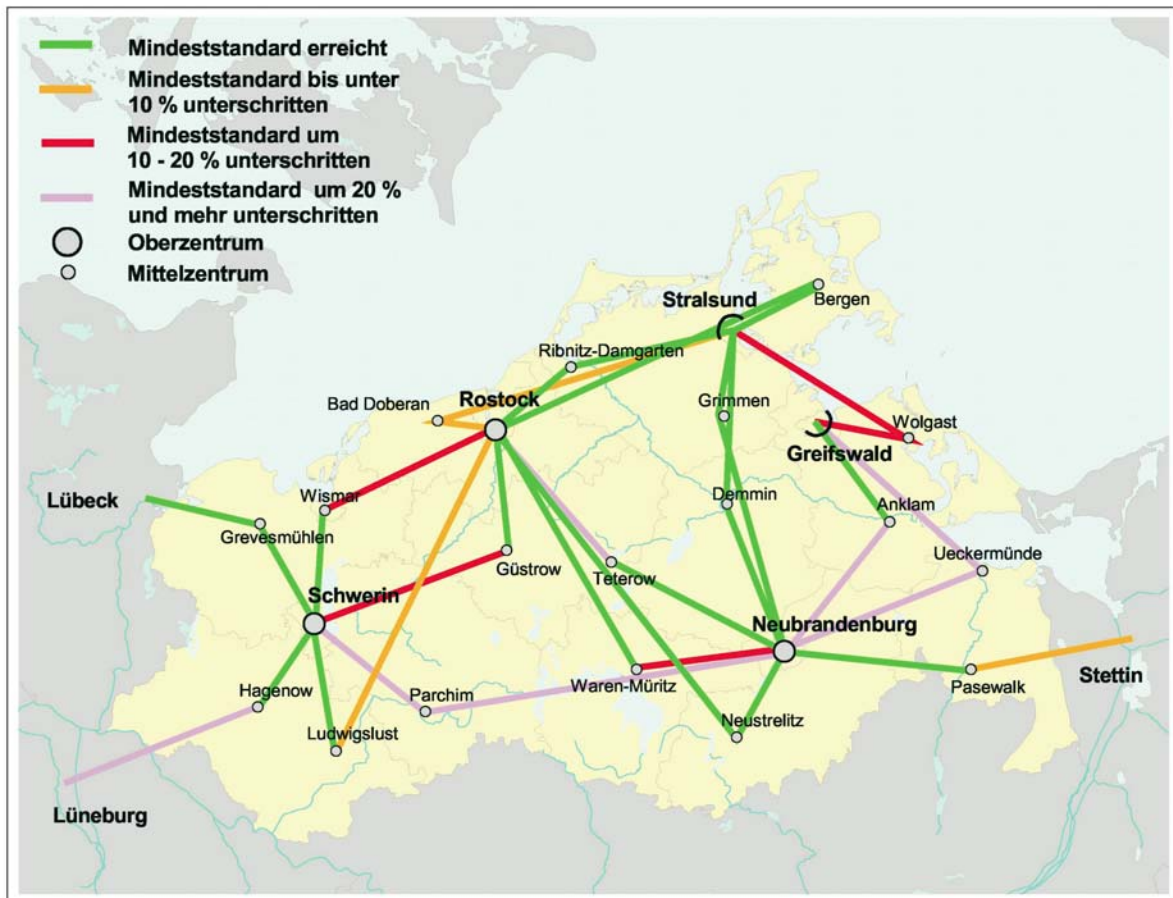 Mindeststandard erreicht
Mindeststandard bis unter
10 % unterschritten
Mindeststandard um
10 - 20 % unterschritten
Mindeststandard um 20 %
und mehr unterschritten
Oberzentrum
Mittelzentrum
Stralsund
Bergen
Ribnitz-Damgarten
Bad Doberan
Rostock
Grimmen
Wolgast
Greifswald
Lübeck
Wismar
Demmin
Anklam
Grevesmühlen
Güstrow
Teterow
Ueckermünde
Schwerin
Neubrandenburg
Hagenow
Parchim
Waren-Müritz
Pasewalk
Stettin
Ludwigslust
Neustrelitz
Lüneburg